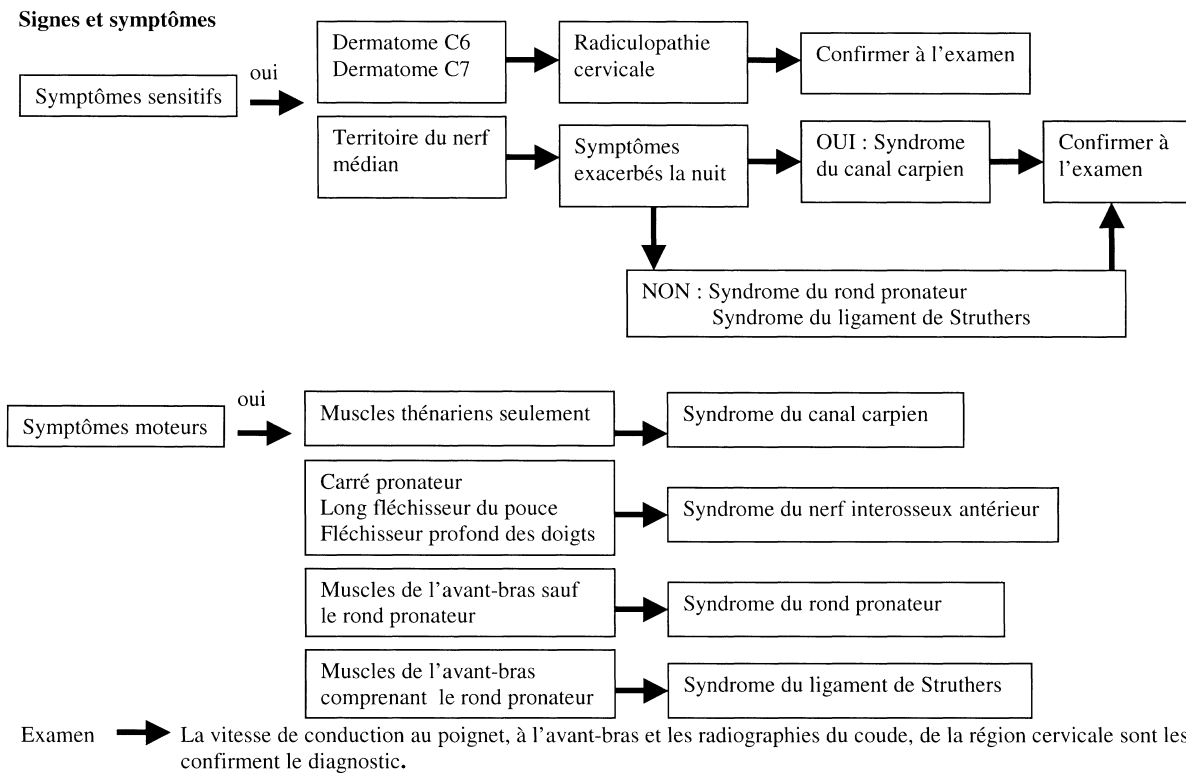 Signes et symptômes
Symptômes sensitifs
oui
Dermatome C6
Dermatome C7
Radiculopathie
cervicale
Confirmer à l'examen
Territoire du nerf
médian
Symptômes
exacerbés la nuit
OUI : Syndrome
du canal carpien
Confirmer à
l'examen
NON : Syndrome du rond pronateur
Syndrome du ligament de Struthers
Symptômes moteurs
oui
Muscles thénariens seulement
Syndrome du canal carpien
Carré pronateur
Long fléchisseur du pouce
Fléchisseur profond des doigts
Syndrome du nerf interosseux antérieur
Muscles de l'avant-bras sauf
le rond pronateur
Syndrome du rond pronateur
Muscles de l'avant-bras
comprenant le rond pronateur
Syndrome du ligament de Struthers
Examen
La vitesse de conduction au poignet, à l'avant-bras et les radiographies du coude, de la région cervicale sont les
confirment le diagnostic.